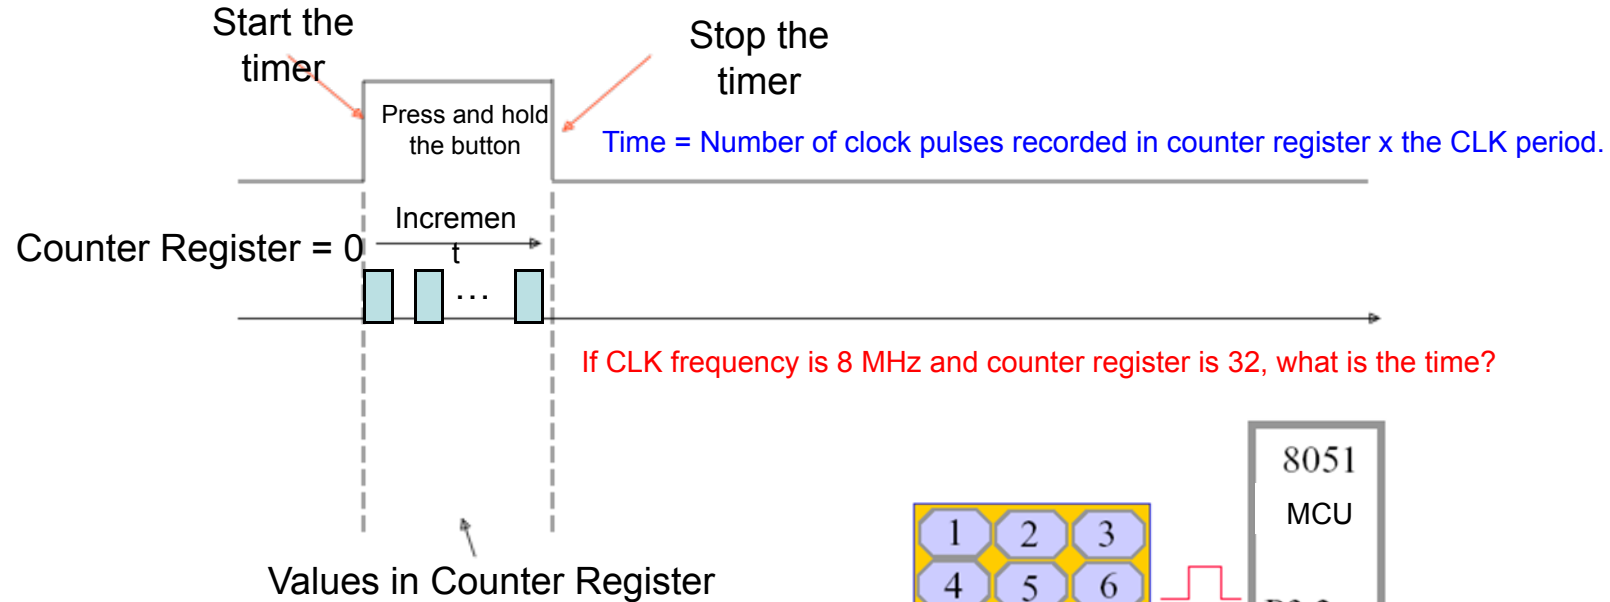 Start the
timer
Stop the
timer
Press and hold
the button
Time = Number of clock pulses recorded in counter register x the CLK period.
Incremen
t
Counter Register = 0
...
If CLK frequency is 8 MHz and counter register is 32, what is the time?
8051
MCU
1 2 3
4 5 6
Values in Counter Register